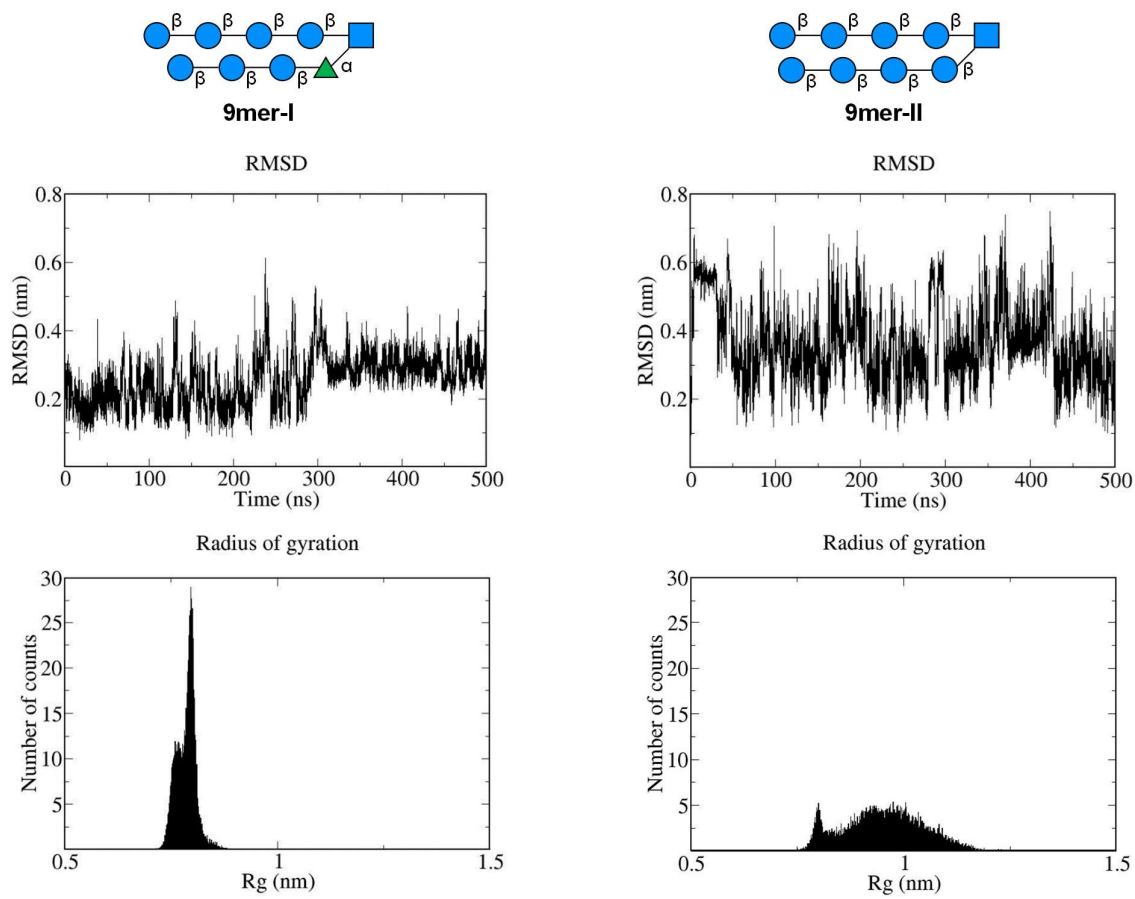 β β β β
β β β α
9mer-I
RMSD
0.8
0.6
0.4
0.2
RMSD (nm)
0 100 200 300 400 500
Time (ns)
Radius of gyration
30
25
20
15
10
5
Number of counts
0.5 1 1.5
Rg (nm)
β β β β
β β β β
9mer-II
RMSD
0.8
0.6
0.4
0.2
RMSD (nm)
0 100 200 300 400 500
Time (ns)
Radius of gyration
30
25
20
15
10
5
Number of counts
0.5 1 1.5
Rg (nm)